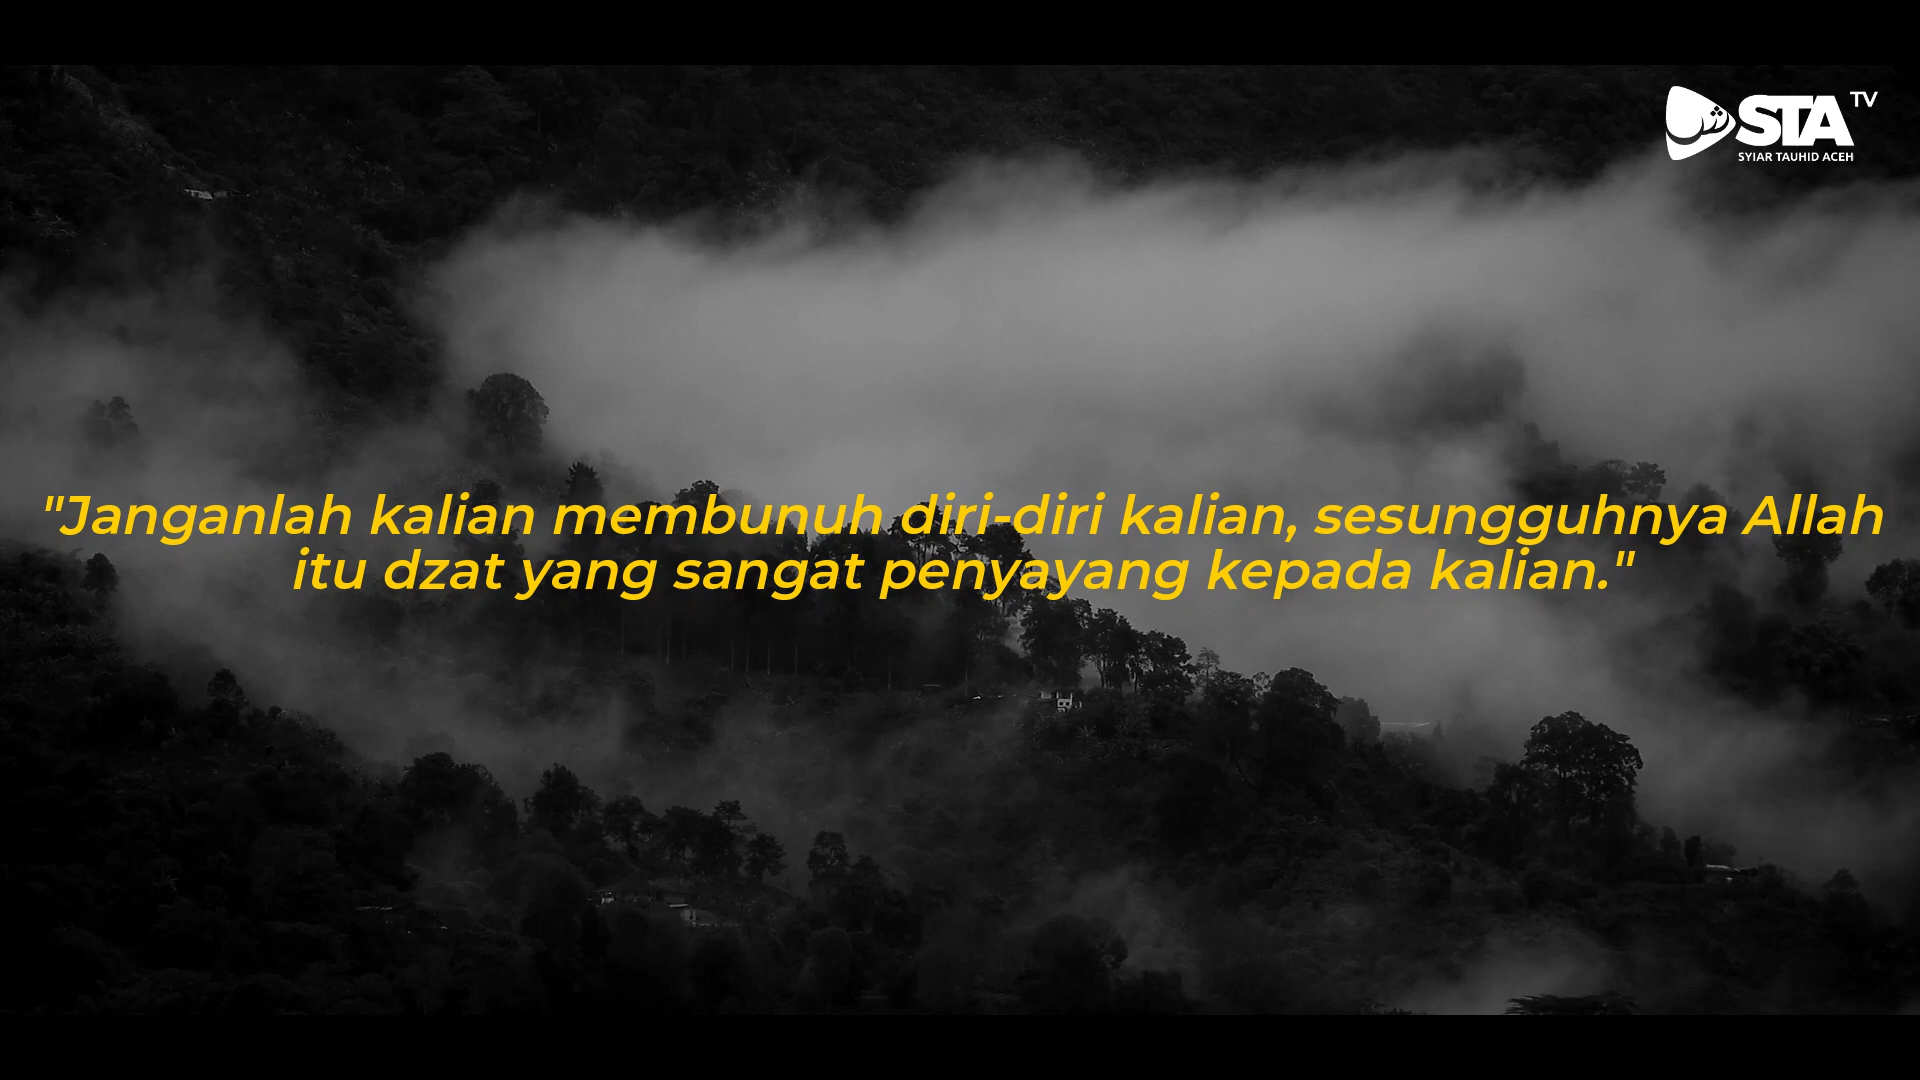 STA TV
SYIAR TAUHID ACEH
"Janganlah kalian membunuh diri-diri kalian, sesungguhnya Allah
itu dzat yang sangat penyayang kepada kalian."